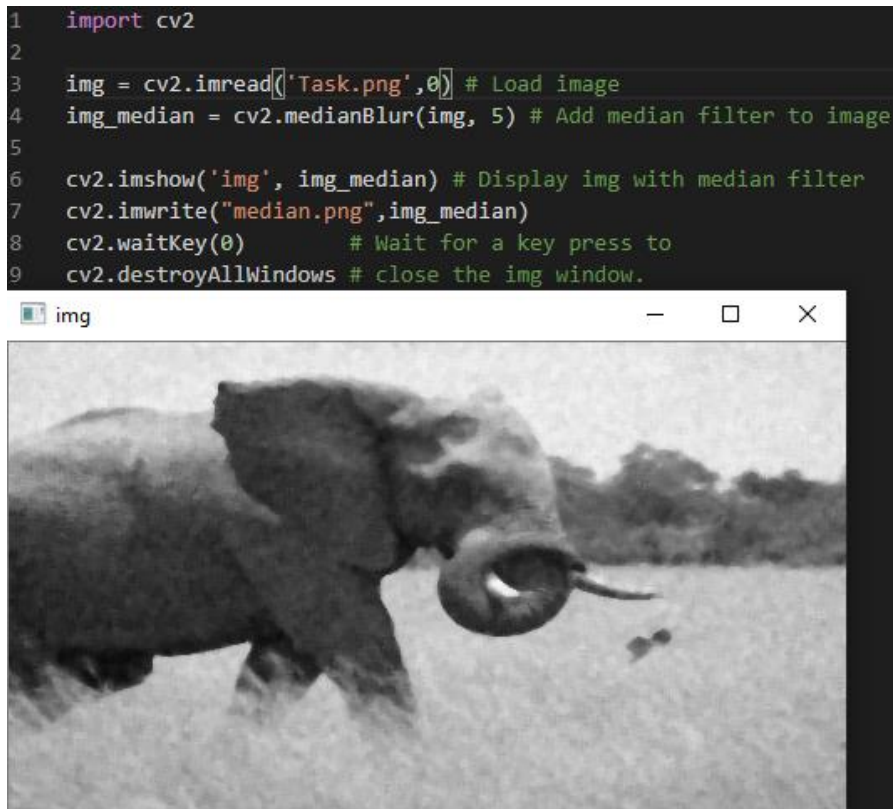 1 import cv2
2
3 img = cv2.imread('Task.png',0) # Load image
4 img_median = cv2.medianBlur(img, 5) # Add median filter to image
5
6 cv2.imshow('img', img_median) # Display img with median filter
7 cv2.imwrite("median.png",img_median)
8 cv2.waitKey(0)        # Wait for a key press to
9 cv2.destroyAllWindows # close the img window.
img